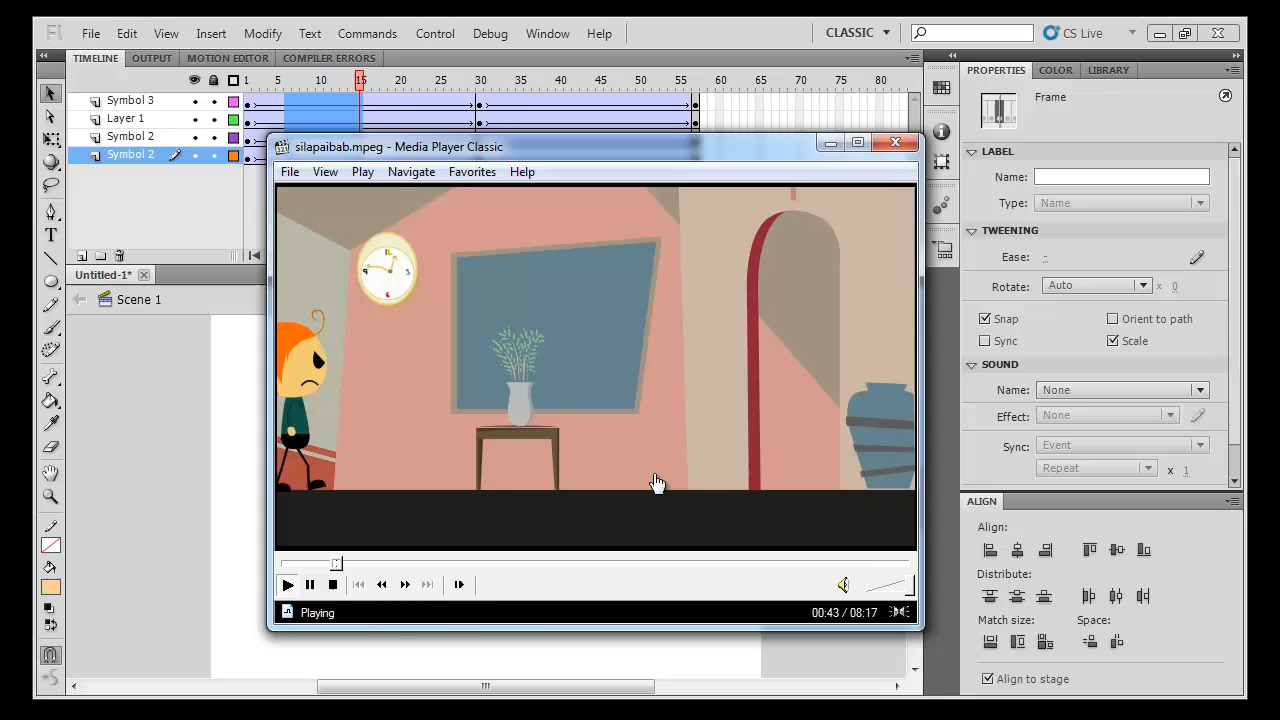 Fl File Edit View Insert Modify Text Commands Control Debug Window Help CLASSIC CS Live
TIMELINE OUTPUT MOTION EDITOR COMPILER ERRORS
1 5 10 15 20 25 30 35 40 45 50 55 60 65 70 75 80
Symbol 3
Layer 1
Symbol 2
Symbol 2
Untitled-1*
Scene 1
silapaibab.mpeg - Media Player Classic
File View Play Navigate Favorites Help
9
6
Playing 00:43 / 08:17
PROPERTIES COLOR LIBRARY
Frame
LABEL
Name:
Type: Name
TWEENING
Ease: -
Rotate: Auto x 0
Snap Orient to path
Sync Scale
SOUND
Name: None
Effect: None
Sync: Event
Repeat x 1
ALIGN
Align:
Distribute:
Match size: Space:
Align to stage